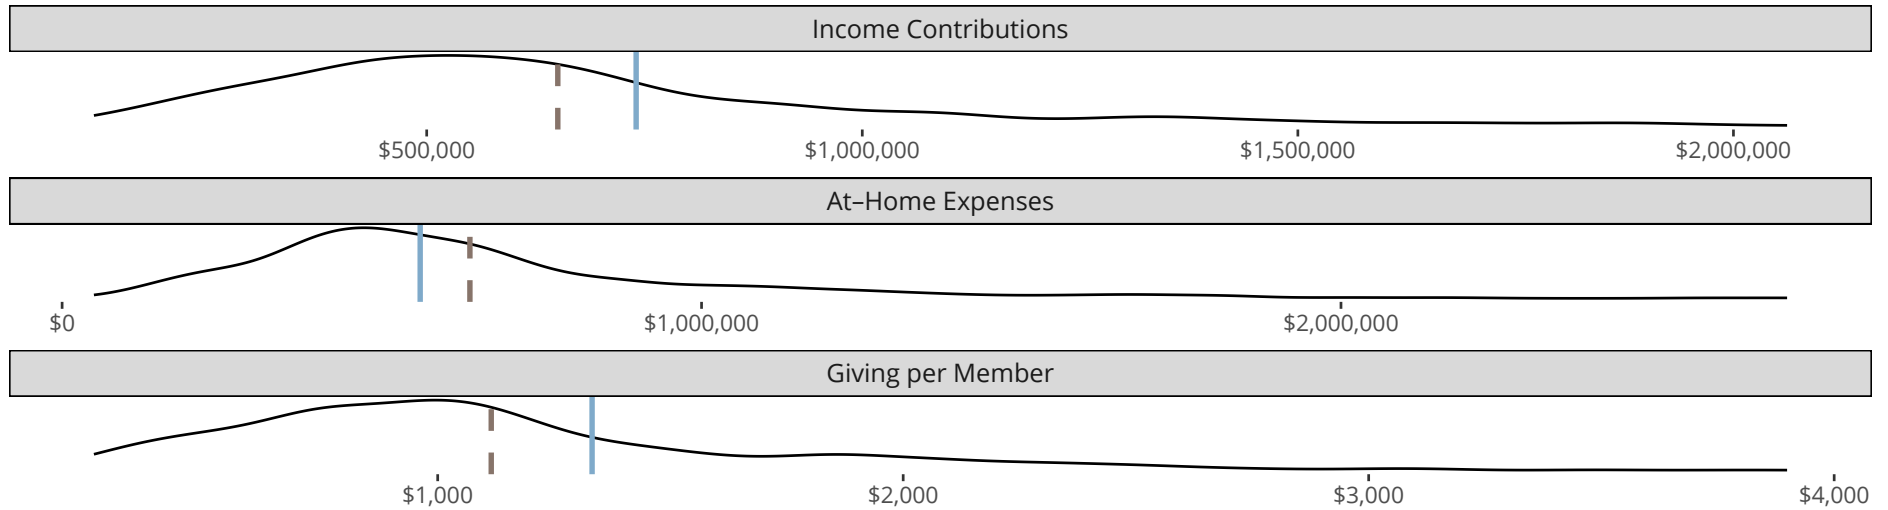 Income Contributions
$500,000 $1,000,000 $1,500,000 $2,000,000
At–Home Expenses
$0 $1,000,000 $2,000,000
Giving per Member
$1,000 $2,000 $3,000 $4,000